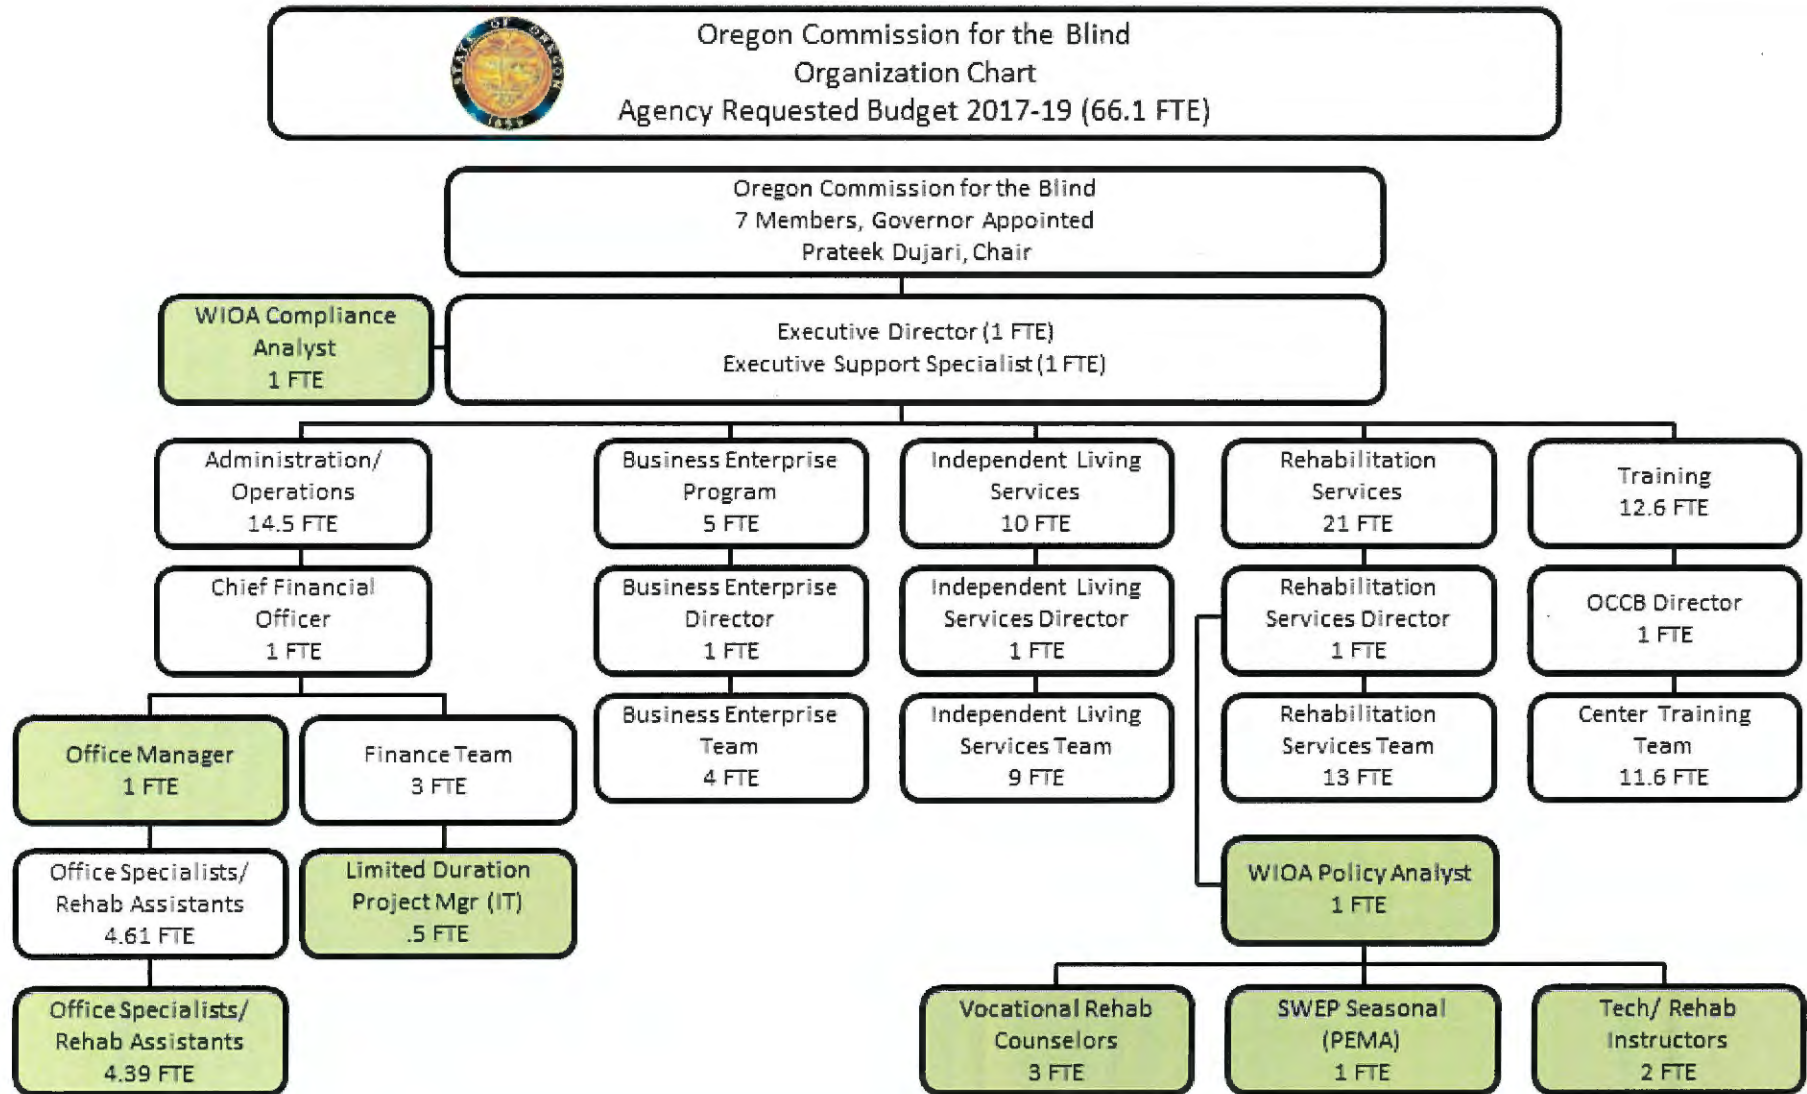 STATE OF OREGON
1859
Oregon Commission for the Blind
Organization Chart
Agency Requested Budget 2017-19 (66.1 FTE)
Oregon Commission for the Blind
7 Members, Governor Appointed
Prateek Dujari, Chair
WIOA Compliance
Analyst
1 FTE
Executive Director (1 FTE)
Executive Support Specialist (1 FTE)
Administration/
Operations
14.5 FTE
Business Enterprise
Program
5 FTE
Independent Living
Services
10 FTE
Rehabilitation
Services
21 FTE
Training
12.6 FTE
Chief Financial
Officer
1 FTE
Business Enterprise
Director
1 FTE
Independent Living
Services Director
1 FTE
Rehabilitation
Services Director
1 FTE
OCCB Director
1 FTE
Office Manager
1 FTE
Finance Team
3 FTE
Business Enterprise
Team
4 FTE
Independent Living
Services Team
9 FTE
Rehabilitation
Services Team
13 FTE
Center Training
Team
11.6 FTE
Office Specialists/
Rehab Assistants
4.61 FTE
Limited Duration
Project Mgr (IT)
.5 FTE
WIOA Policy Analyst
1 FTE
Office Specialists/
Rehab Assistants
4.39 FTE
Vocational Rehab
Counselors
3 FTE
SWEP Seasonal
(PEMA)
1 FTE
Tech/ Rehab
Instructors
2 FTE